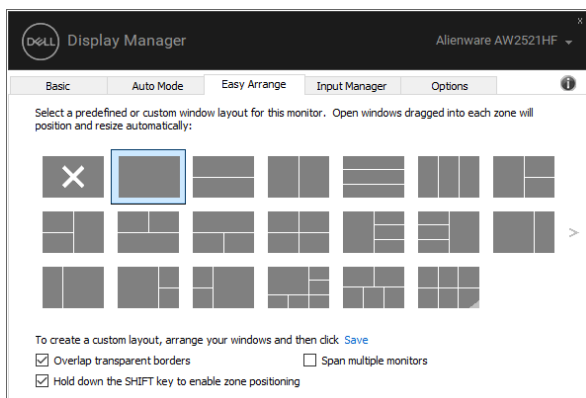 x
DELL Display Manager Alienware AW2521HF
Basic Auto Mode Easy Arrange Input Manager Options i
Select a predefined or custom window layout for this monitor. Open windows dragged into each zone will
position and resize automatically:
>
To create a custom layout, arrange your windows and then click Save
Overlap transparent borders Span multiple monitors
Hold down the SHIFT key to enable zone positioning